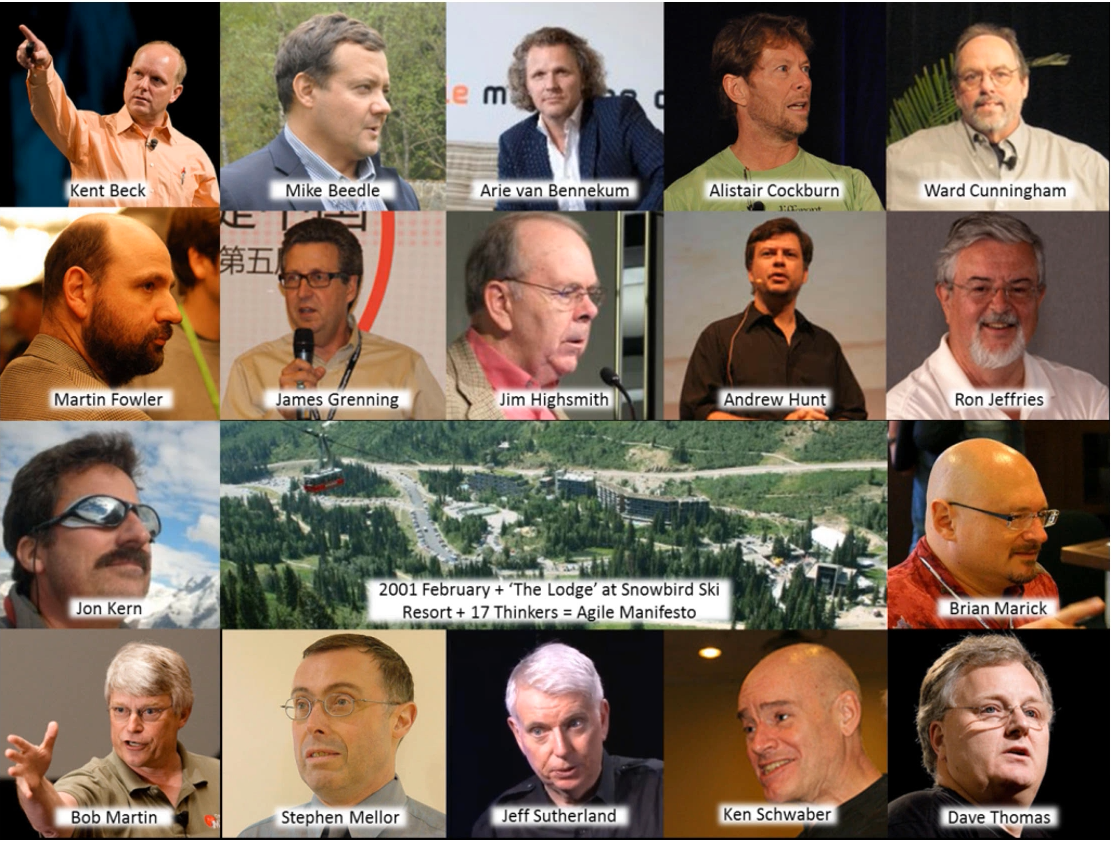 Kent Beck
Mike Beedle
Arie van Bennekum
Alistair Cockburn
Ward Cunningham
Martin Fowler
第五
James Grenning
Jim Highsmith
Andrew Hunt
Ron Jeffries
Jon Kern
2001 February + ‘The Lodge’ at Snowbird Ski
Resort + 17 Thinkers = Agile Manifesto
Brian Marick
Bob Martin
Stephen Mellor
Jeff Sutherland
Ken Schwaber
Dave Thomas